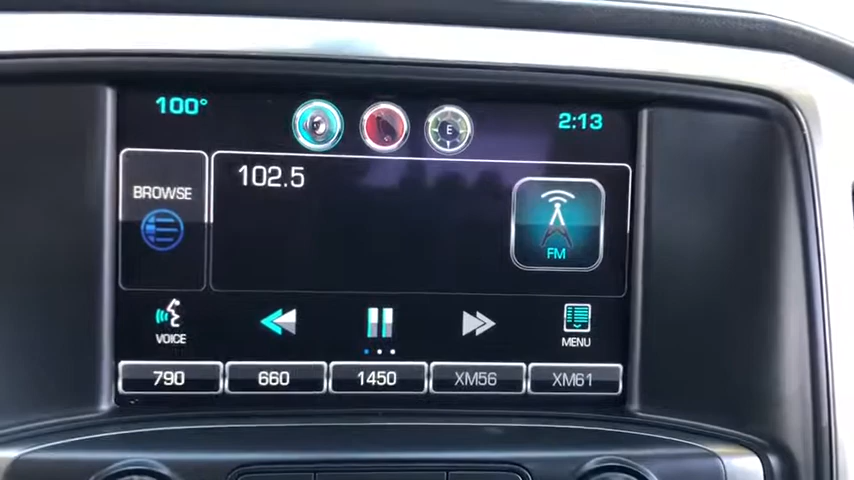 100°
E
2:13
BROWSE
102.5
FM
VOICE
MENU
790
660
1450
XM56
XM61